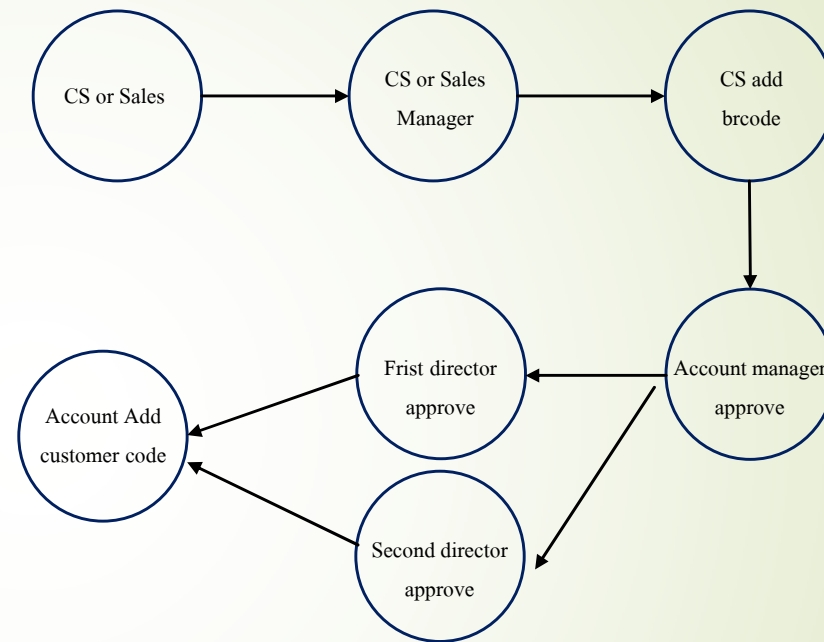 CS or Sales
CS or Sales
Manager
CS add
brcode
Account manager
approve
Frist director
approve
Second director
approve
Account Add
customer code